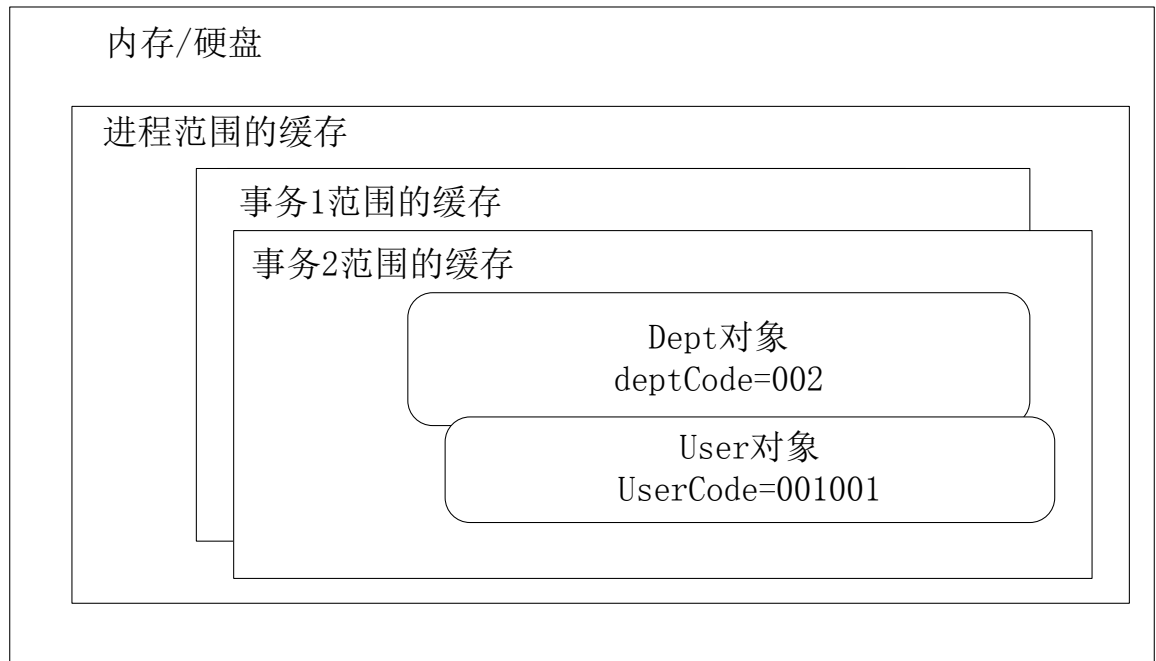 内存/硬盘
进程范围的缓存
事务1范围的缓存
事务2范围的缓存
Dept对象
deptCode=002
User对象
UserCode=001001